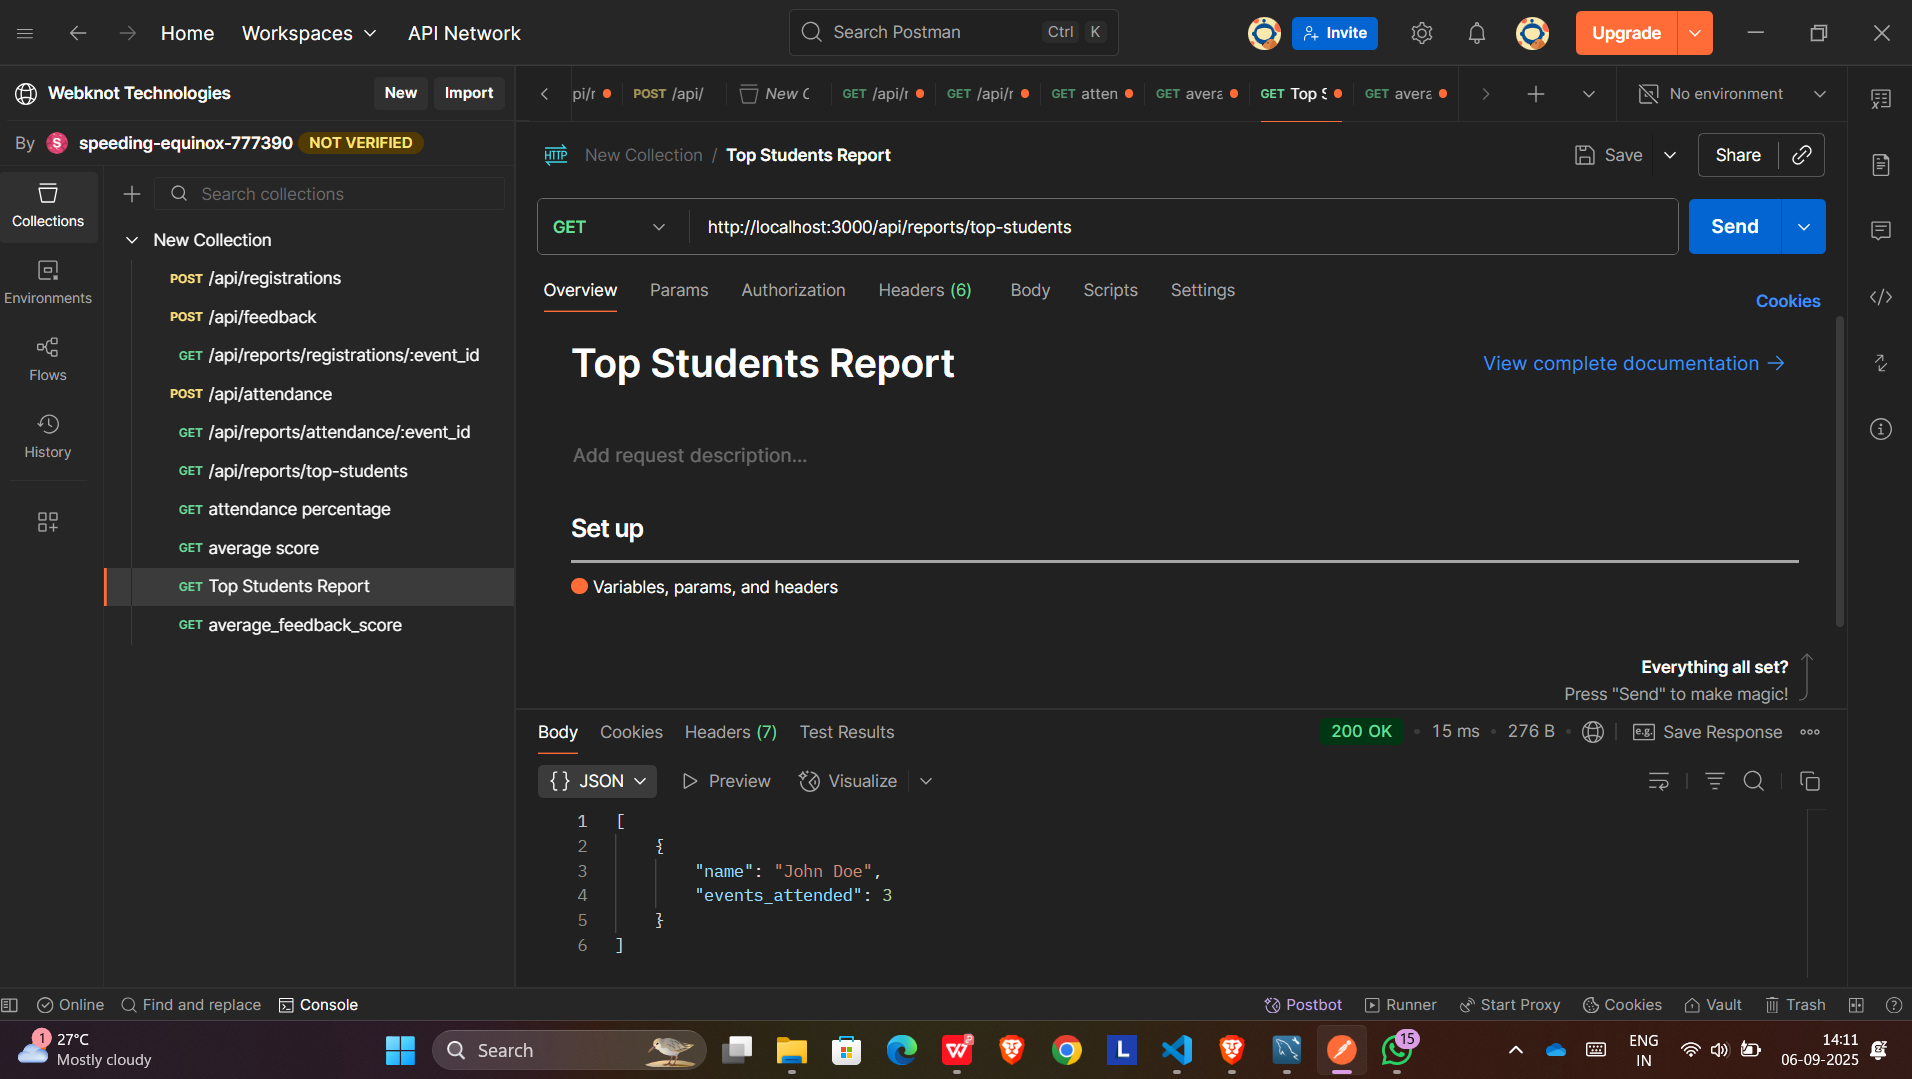 Home
Workspaces
API Network
Search Postman
Ctrl K
Invite
Upgrade
Webknot Technologies
New
Import
By S speeding-equinox-777390 NOT VERIFIED
Collections
Environments
Flows
History
Search collections
New Collection
POST /api/registrations
POST /api/feedback
GET /api/reports/registrations/:event_id
POST /api/attendance
GET /api/reports/attendance/:event_id
GET /api/reports/top-students
GET attendance percentage
GET average score
GET Top Students Report
GET average_feedback_score
pi/r
POST /api/
New C
GET /api/r
GET /api/r
GET atten
GET avera
GET Top S
GET avera
No environment
HTTP New Collection / Top Students Report
Save
Share
GET
http://localhost:3000/api/reports/top-students
Send
Overview
Params
Authorization
Headers (6)
Body
Scripts
Settings
Cookies
Top Students Report
View complete documentation →
Add request description...
Set up
Variables, params, and headers
Everything all set?
Press "Send" to make magic!
Body
Cookies
Headers (7)
Test Results
200 OK • 15 ms • 276 B •
e.g. Save Response
{} JSON
Preview
Visualize
1 [
2 {
3 "name": "John Doe",
4 "events_attended": 3
5 }
6 ]
Online
Find and replace
Console
Postbot
Runner
Start Proxy
Cookies
Vault
Trash
1
27°C
Mostly cloudy
Search
W
P
L
15
ENG
IN
14:11
06-09-2025